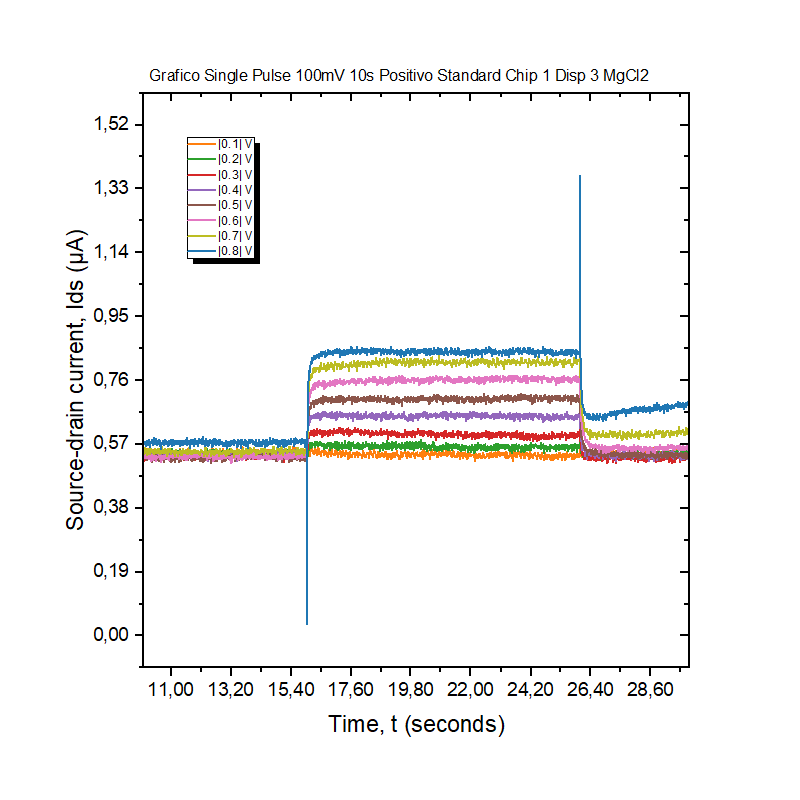 Grafico Single Pulse 100mV 10s Positivo Standard Chip 1 Disp 3 MgCl2
1,52
1,33
1,14
0,95
0,76
0,57
0,38
0,19
0,00
Source-drain current, Ids (µA)
|0.1| V
|0.2| V
|0.3| V
|0.4| V
|0.5| V
|0.6| V
|0.7| V
|0.8| V
11,00 13,20 15,40 17,60 19,80 22,00 24,20 26,40 28,60
Time, t (seconds)